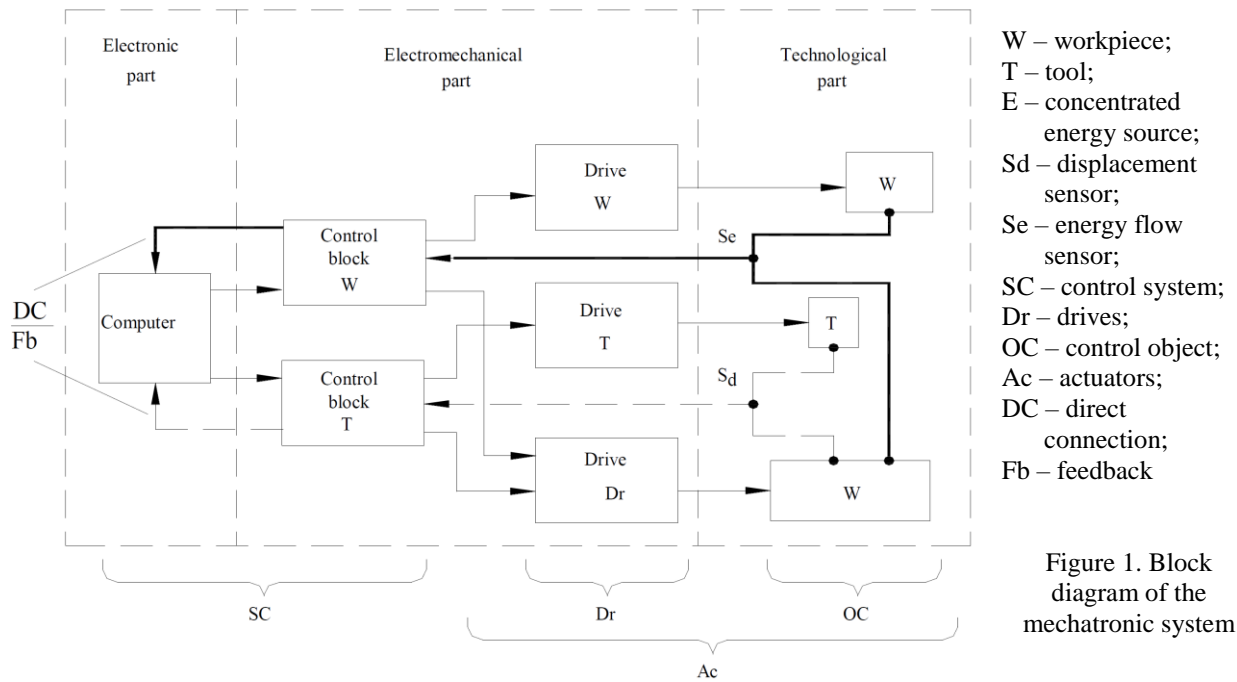 Electronic
part
Electromechanical
part
Technological
part
Drive
W
W
Control
block
W
Se
DC
Fb
Computer
Drive
T
T
Control
block
T
Sd
Drive
Dr
W
SC
Dr
OC
Ac
W – workpiece;
T – tool;
E – concentrated
energy source;
Sd – displacement
sensor;
Se – energy flow
sensor;
SC – control system;
Dr – drives;
OC – control object;
Ac – actuators;
DC – direct
connection;
Fb – feedback
Figure 1. Block
diagram of the
mechatronic system